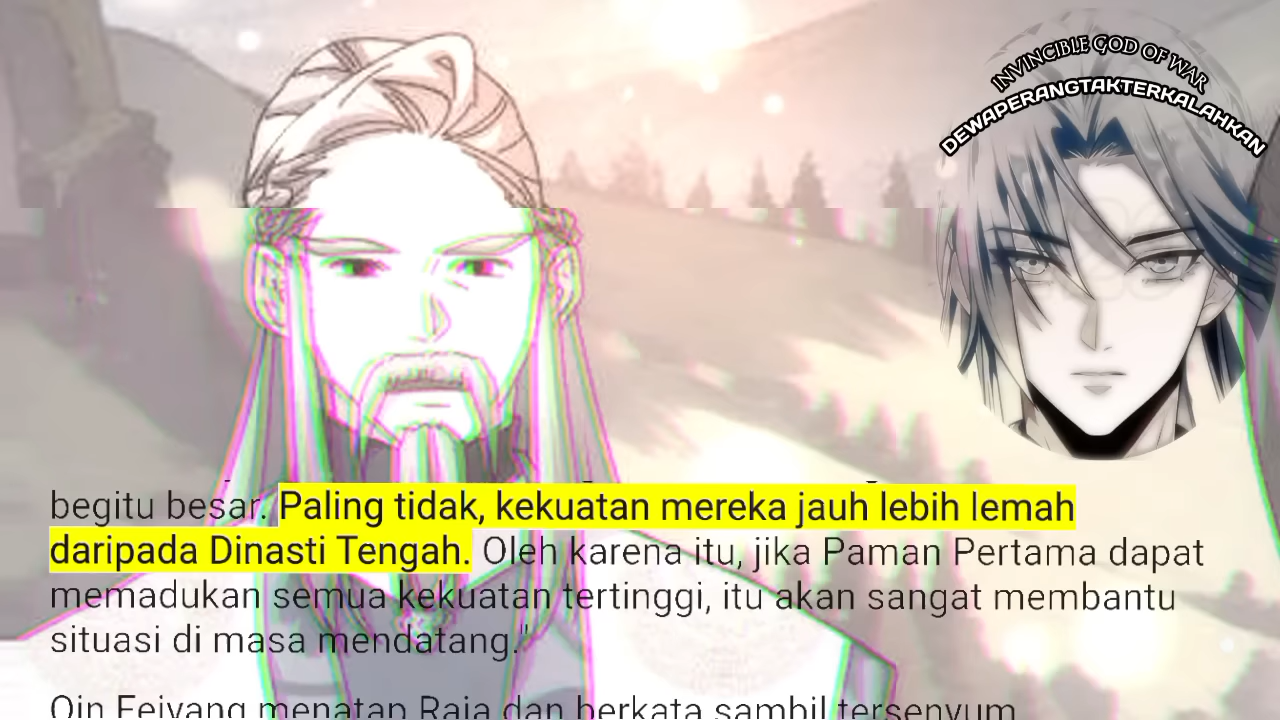 INVINCIBLE GOD OF WAR
DEWAPERANGTAKTERKALAHKAN
begitu besar. Paling tidak, kekuatan mereka jauh lebih lemah
daripada Dinasti Tengah. Oleh karena itu, jika Paman Pertama dapat
memadukan semua kekuatan tertinggi, itu akan sangat membantu
situasi di masa mendatang."
Qin Feiyang menatap Raja dan berkata sambil tersenyum